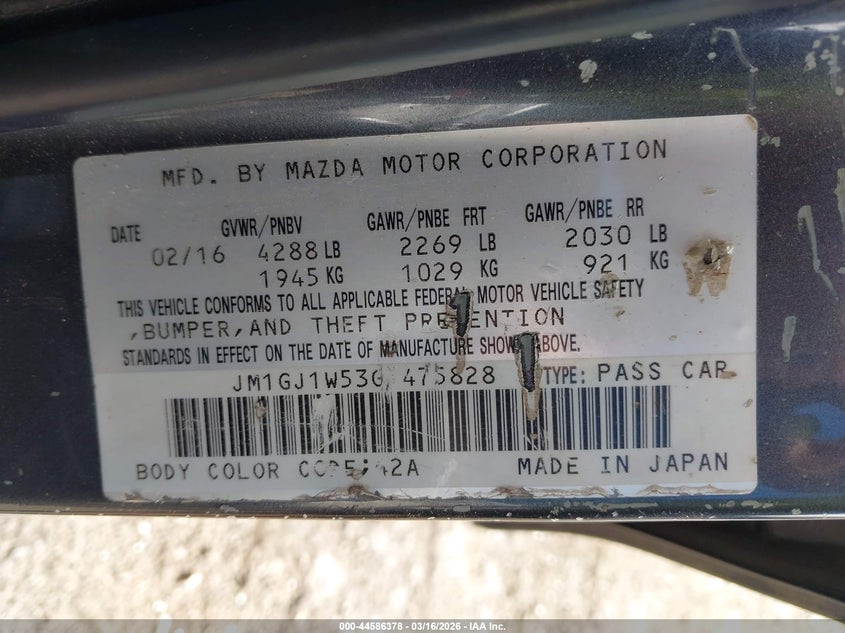 MFD. BY MAZDA MOTOR CORPORATION
DATE GVWR/PNBV GAWR/PNBE FRT GAWR/PNBE RR
02/16 4288 LB 2269 LB 2030 LB
1945 KG 1029 KG 921 KG
THIS VEHICLE CONFORMS TO ALL APPLICABLE FEDERAL MOTOR VEHICLE SAFETY
,BUMPER,AND THEFT PREVENTION
STANDARDS IN EFFECT ON THE DATE OF MANUFACTURE SHOWN ABOVE.
475828 TYPE: PASS CAR
BODY COLOR MADE IN JAPAN
000-44586378 - 03/16/2026 - IAA Inc.